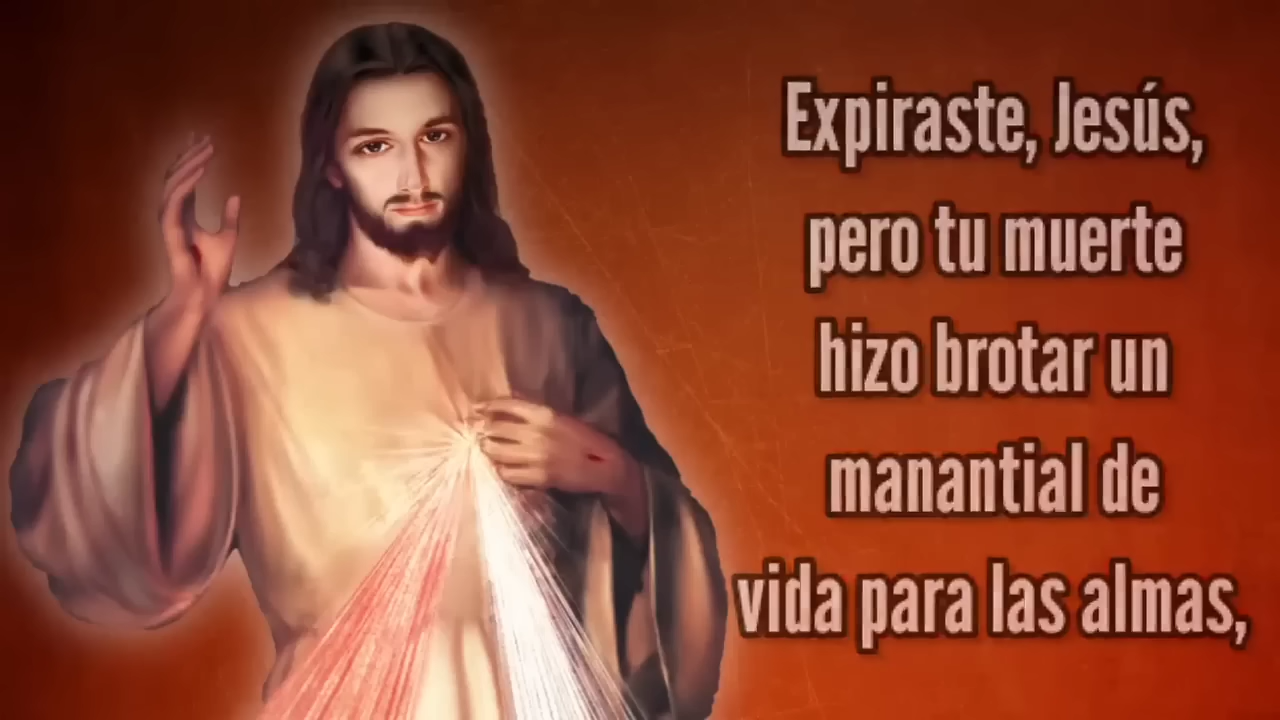 Expiraste, Jesús,
pero tu muerte
hizo brotar un
manantial de
vida para las almas,